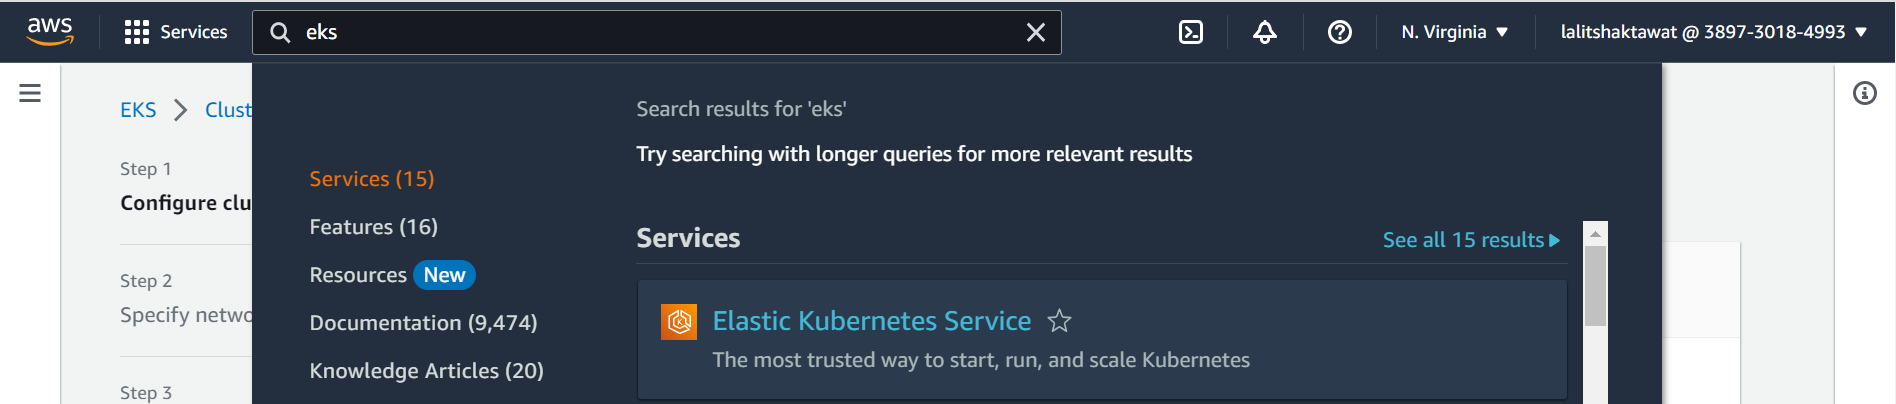 aws
Services
eks
N. Virginia
lalitshaktawat @ 3897-3018-4993
EKS
Clust
Step 1
Configure clu
Step 2
Specify netwo
Step 3
Services (15)
Features (16)
Resources New
Documentation (9,474)
Knowledge Articles (20)
Search results for 'eks'
Try searching with longer queries for more relevant results
Services
See all 15 results
Elastic Kubernetes Service
The most trusted way to start, run, and scale Kubernetes